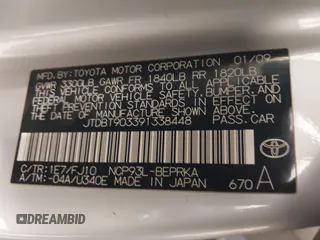 MFD. BY: TOYOTA MOTOR CORPORATION 01/09
GVWR 3300LB GAWR FR 1840LB RR 1820LB
THIS VEHICLE CONFORMS TO ALL APPLICABLE
FEDERAL MOTOR VEHICLE SAFETY, BUMPER, AND
THEFT PREVENTION STANDARDS IN EFFECT ON
THE DATE OF MANUFACTURE SHOWN ABOVE.
JTDBT903391338448 PASS.CAR
C/TR: 1E7/FJ10 NCP93L-BEPRKA
A/TM: -04A/U340E MADE IN JAPAN 670 A
TOYOTA
DREAMBID